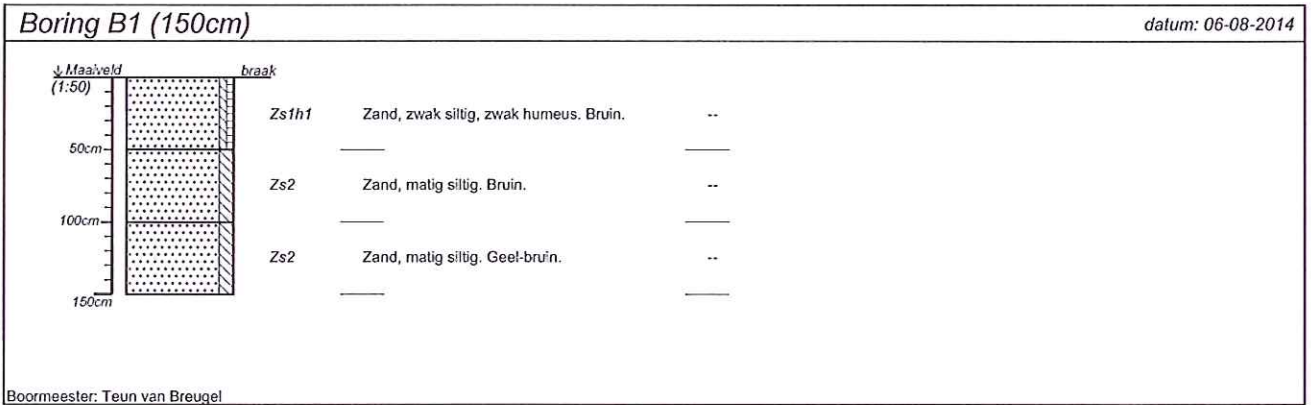 Boring B1 (150cm)
datum: 06-08-2014
↓ Maaiveld
braak
(1:50)
Zs1h1 Zand, zwak siltig, zwak humeus. Bruin. --
50cm
Zs2 Zand, matig siltig. Bruin. --
100cm
Zs2 Zand, matig siltig. Geel-bruin. --
150cm
Boormeester: Teun van Breugel